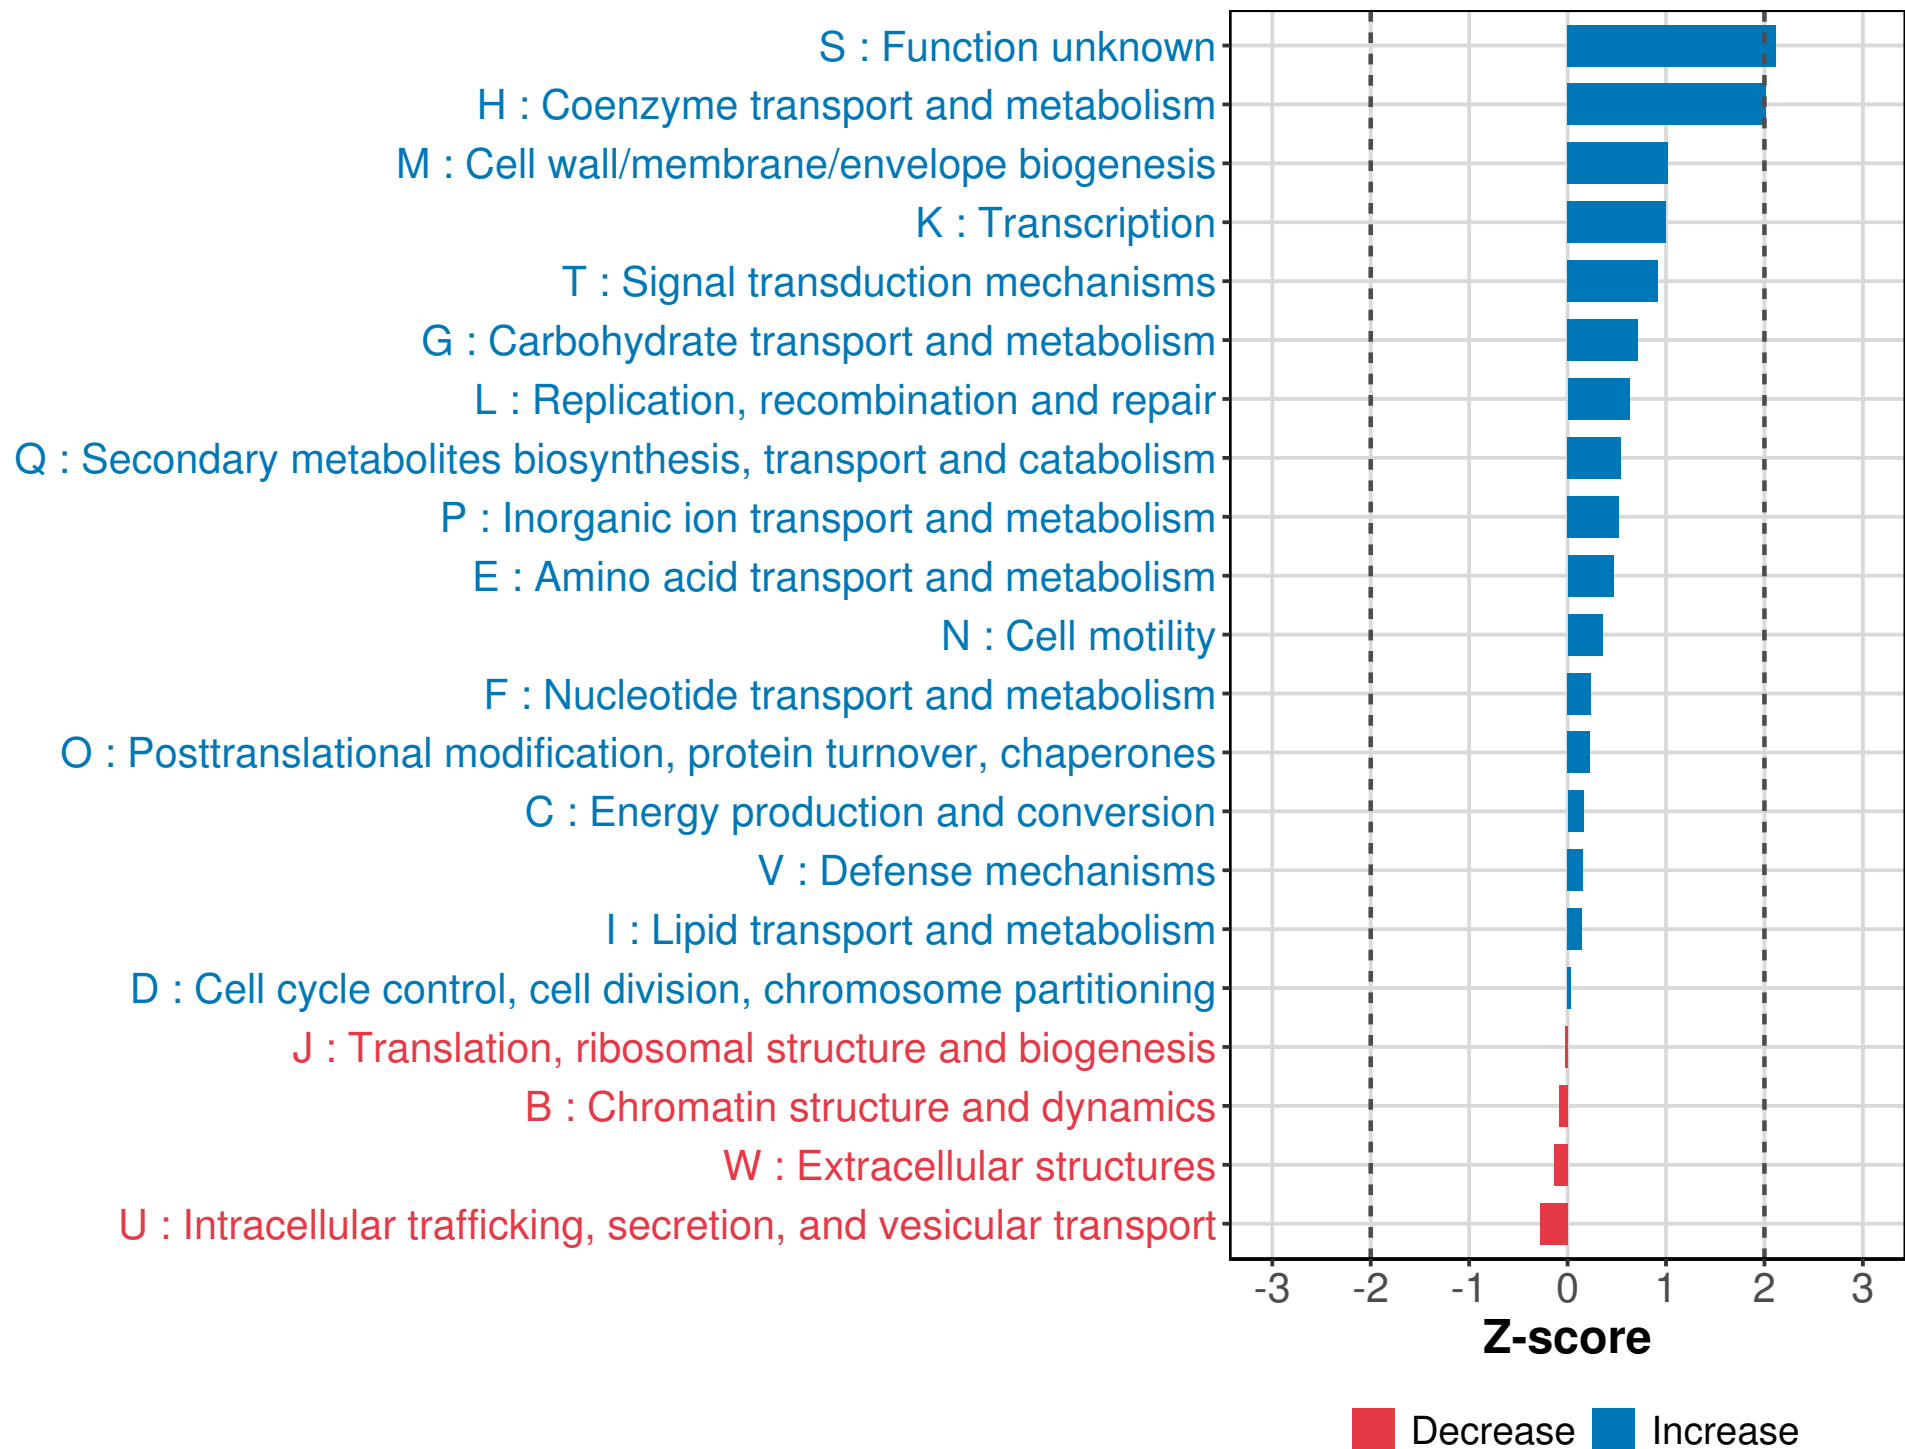 S : Function unknown
H : Coenzyme transport and metabolism
M : Cell wall/membrane/envelope biogenesis
K : Transcription
T : Signal transduction mechanisms
G : Carbohydrate transport and metabolism
L : Replication, recombination and repair
Q : Secondary metabolites biosynthesis, transport and catabolism
P : Inorganic ion transport and metabolism
E : Amino acid transport and metabolism
N : Cell motility
F : Nucleotide transport and metabolism
O : Posttranslational modification, protein turnover, chaperones
C : Energy production and conversion
V : Defense mechanisms
I : Lipid transport and metabolism
D : Cell cycle control, cell division, chromosome partitioning
J : Translation, ribosomal structure and biogenesis
B : Chromatin structure and dynamics
W : Extracellular structures
U : Intracellular trafficking, secretion, and vesicular transport
-3 -2 -1 0 1 2 3
Z-score
Decrease Increase